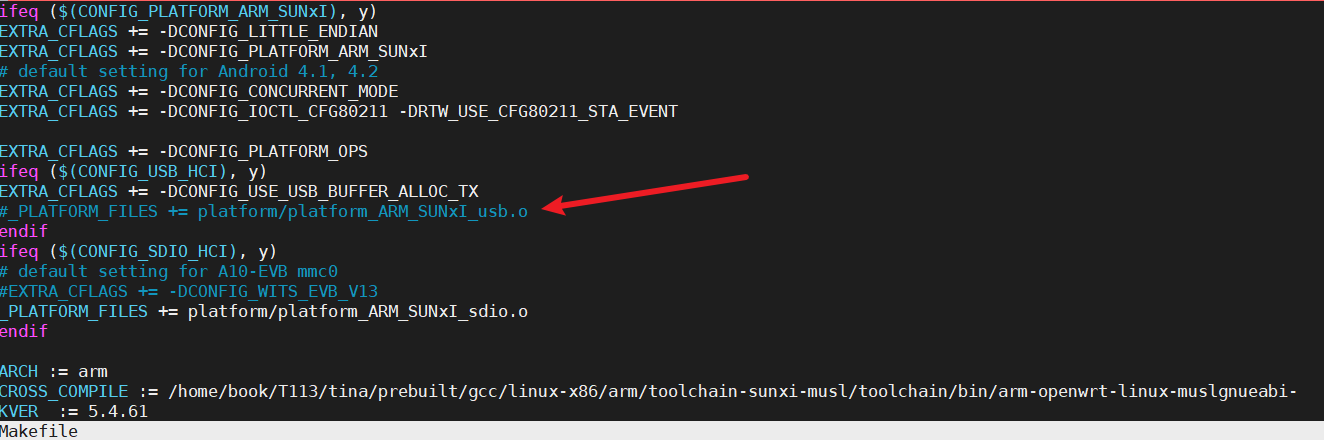 ifeq ($(CONFIG_PLATFORM_ARM_SUNxI), y)
EXTRA_CFLAGS += -DCONFIG_LITTLE_ENDIAN
EXTRA_CFLAGS += -DCONFIG_PLATFORM_ARM_SUNxI
# default setting for Android 4.1, 4.2
EXTRA_CFLAGS += -DCONFIG_CONCURRENT_MODE
EXTRA_CFLAGS += -DCONFIG_IOCTL_CFG80211 -DRTW_USE_CFG80211_STA_EVENT
EXTRA_CFLAGS += -DCONFIG_PLATFORM_OPS
ifeq ($(CONFIG_USB_HCI), y)
EXTRA_CFLAGS += -DCONFIG_USE_USB_BUFFER_ALLOC_TX
#_PLATFORM_FILES += platform/platform_ARM_SUNxI_usb.o
endif
ifeq ($(CONFIG_SDIO_HCI), y)
# default setting for A10-EVB mmc0
#EXTRA_CFLAGS += -DCONFIG_WITS_EVB_V13
_PLATFORM_FILES += platform/platform_ARM_SUNxI_sdio.o
endif
ARCH := arm
CROSS_COMPILE := /home/book/T113/tina/prebuilt/gcc/linux-x86/arm/toolchain-sunxi-musl/toolchain/bin/arm-openwrt-linux-muslgnueabi-
KVER  := 5.4.61
Makefile